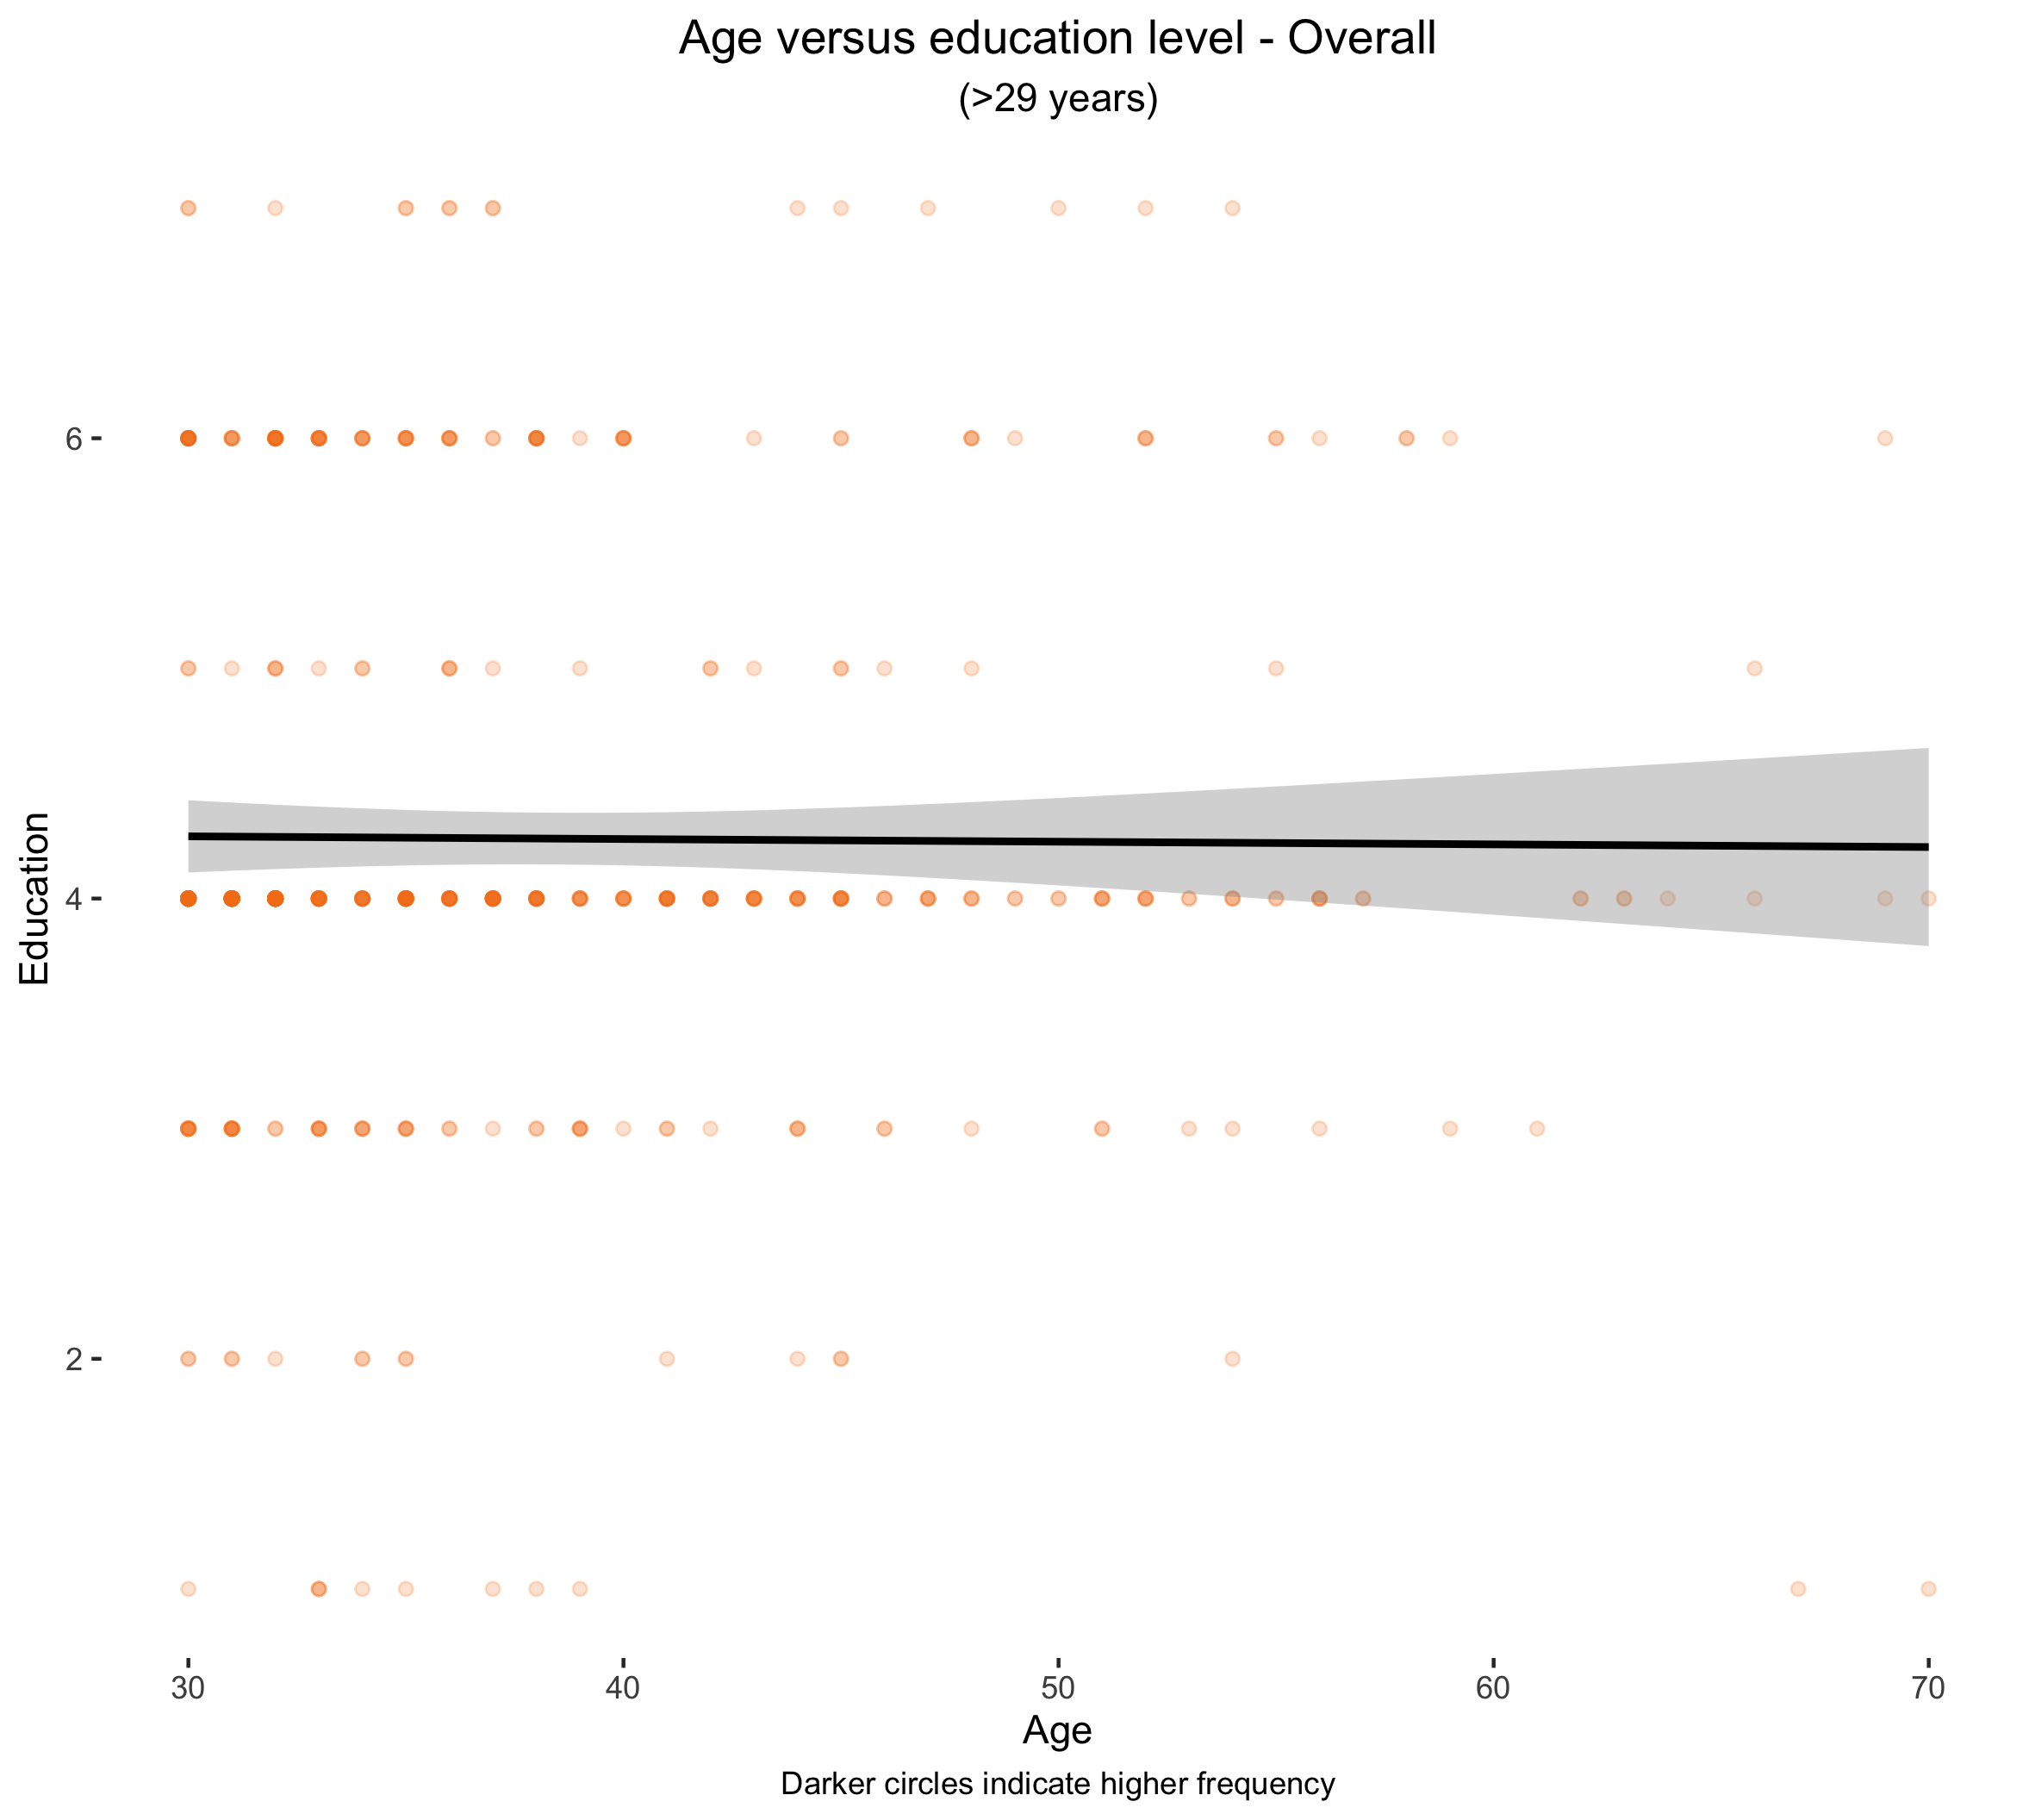 Age versus education level - Overall
(>29 years)
Education
6
4
2
30 40 50 60 70
Age
Darker circles indicate higher frequency